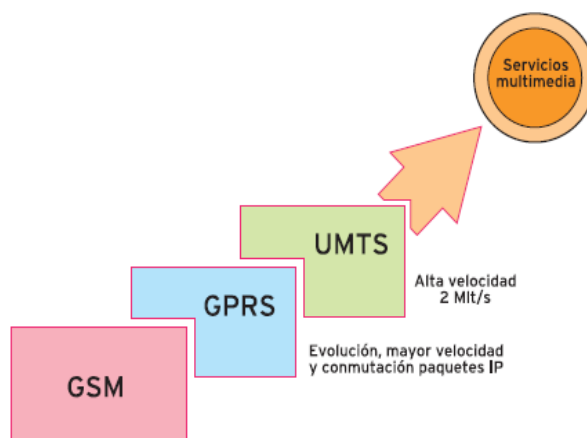 Servicios
multimedia
UMTS
Alta velocidad
2 Mlt/s
GPRS
Evolución, mayor velocidad
y conmutación paquetes IP
GSM